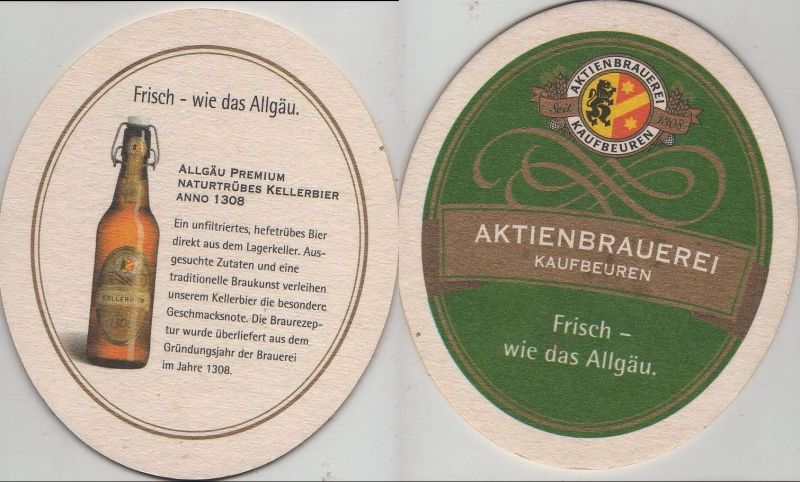 Frisch - wie das Allgäu.
ALLGÄU PREMIUM
NATURTRÜBES KELLERBIER
ANNO 1308
Ein unfiltriertes, hefetrübes Bier
direkt aus dem Lagerkeller. Aus-
gesuchte Zutaten und eine
traditionelle Braukunst verleihen
unserem Kellerbier die besondere
Geschmacksnote. Die Braurezep-
tur wurde überliefert aus dem
Gründungsjahr der Brauerei
im Jahre 1308.
KELLERBIER
1308
AKTIENBRAUEREI
Seit 1308
KAUFBEUREN
AKTIENBRAUEREI
KAUFBEUREN
Frisch –
wie das Allgäu.